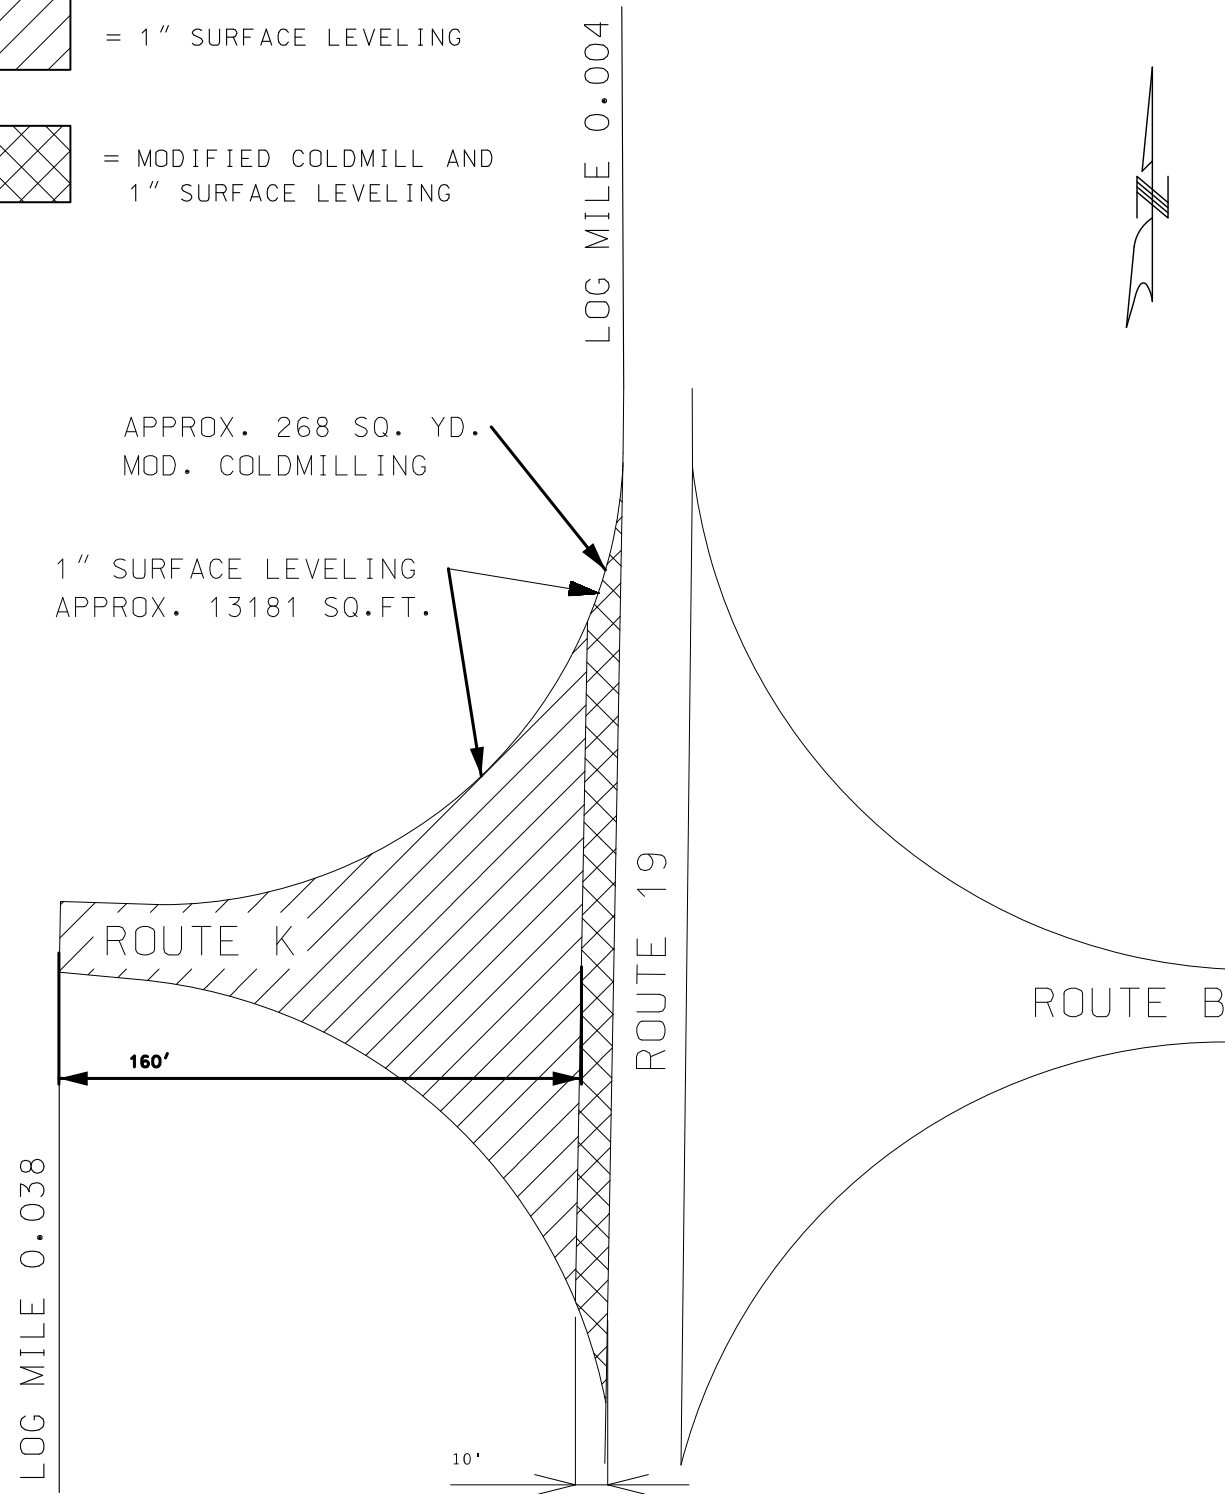 = 1" SURFACE LEVELING
= MODIFIED COLDMILL AND
1" SURFACE LEVELING
LOG MILE 0.004
N
APPROX. 268 SQ. YD.
MOD. COLDMILLING
1" SURFACE LEVELING
APPROX. 13181 SQ.FT.
ROUTE K
ROUTE 19
ROUTE B
160'
LOG MILE 0.038
10'